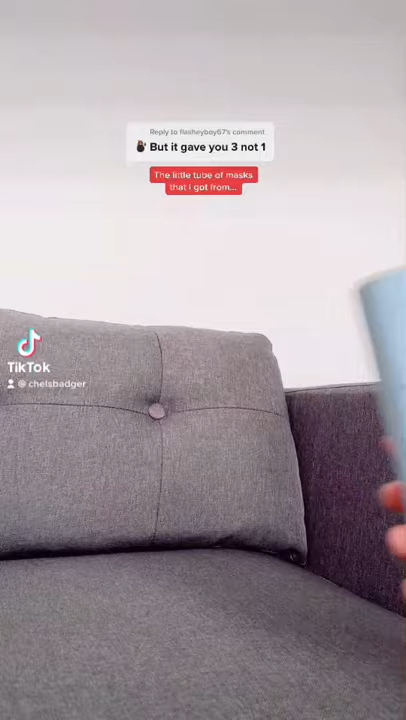 Reply to flasheyboy67's comment
But it gave you 3 not 1
The little tube of masks
that I got from...
TikTok
@ chelsbadger